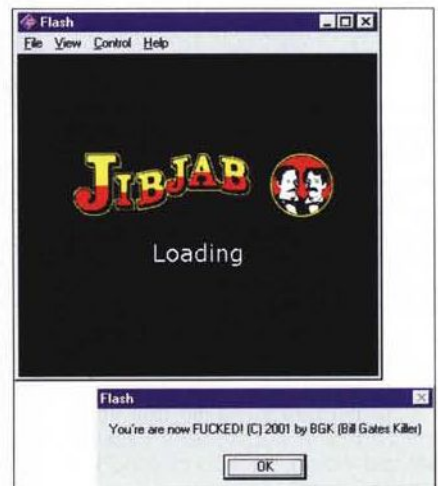 Flash
File View Control Help
JIBJAB
Loading
Flash
You're are now FUCKED! (C) 2001 by BGK (Bill Gates Killer)
OK